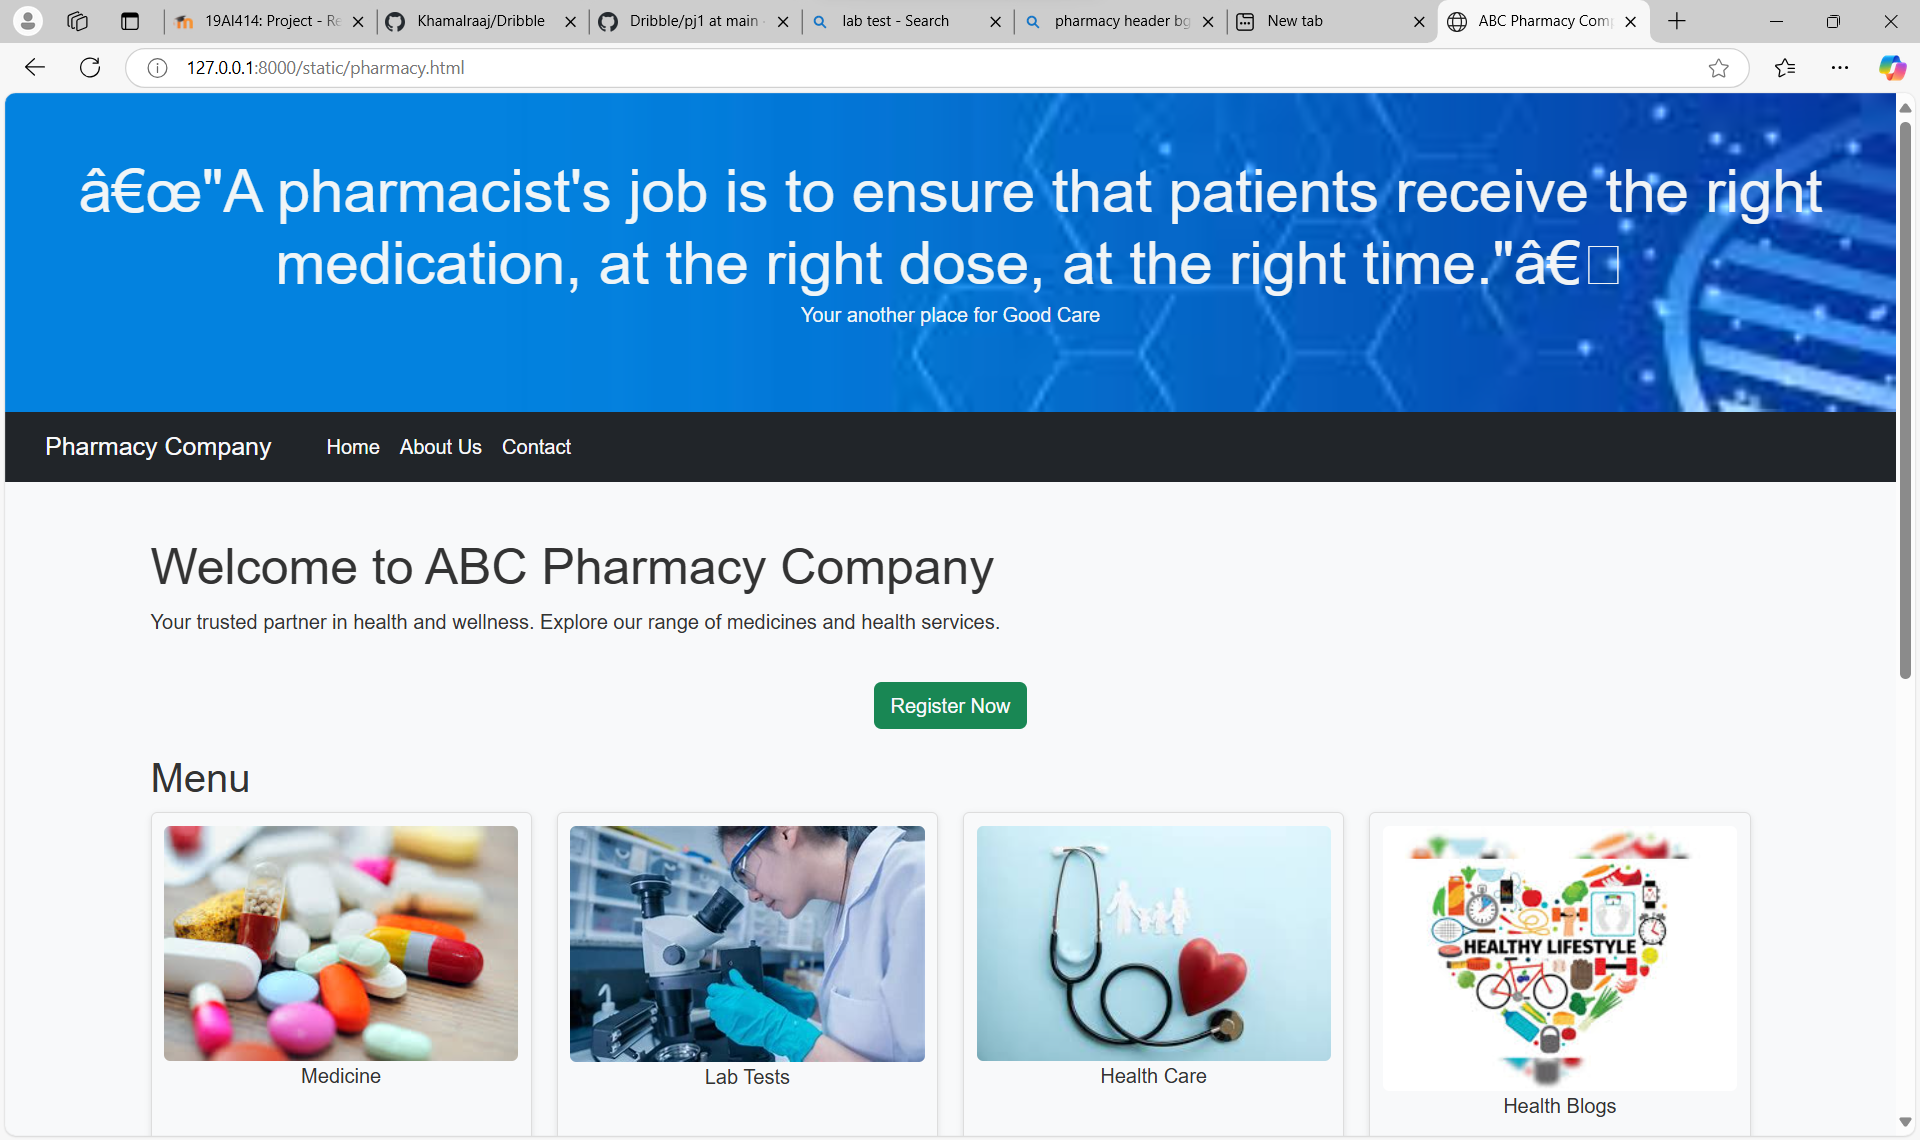 19AI414: Project - Re
Khamalraaj/Dribble
Dribble/pj1 at main
lab test - Search
pharmacy header bg
New tab
ABC Pharmacy Com
127.0.0.1:8000/static/pharmacy.html
â€œ"A pharmacist's job is to ensure that patients receive the right
medication, at the right dose, at the right time."â€
Your another place for Good Care
Pharmacy Company
Home
About Us
Contact
Welcome to ABC Pharmacy Company
Your trusted partner in health and wellness. Explore our range of medicines and health services.
Register Now
Menu
HEALTHY LIFESTYLE
Medicine
Lab Tests
Health Care
Health Blogs